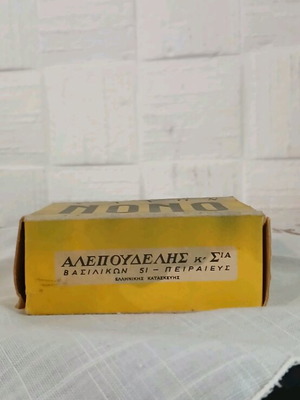 ΑΛΕΠΟΥΔΕΛΗΣ Κ' ΣΙΑ
ΒΑΣΙΛΙΚΩΝ 51 – ΠΕΙΡΑΙΕΥΣ
ΕΛΛΗΝΙΚΗΣ ΚΑΤΑΣΚΕΥΗΣ